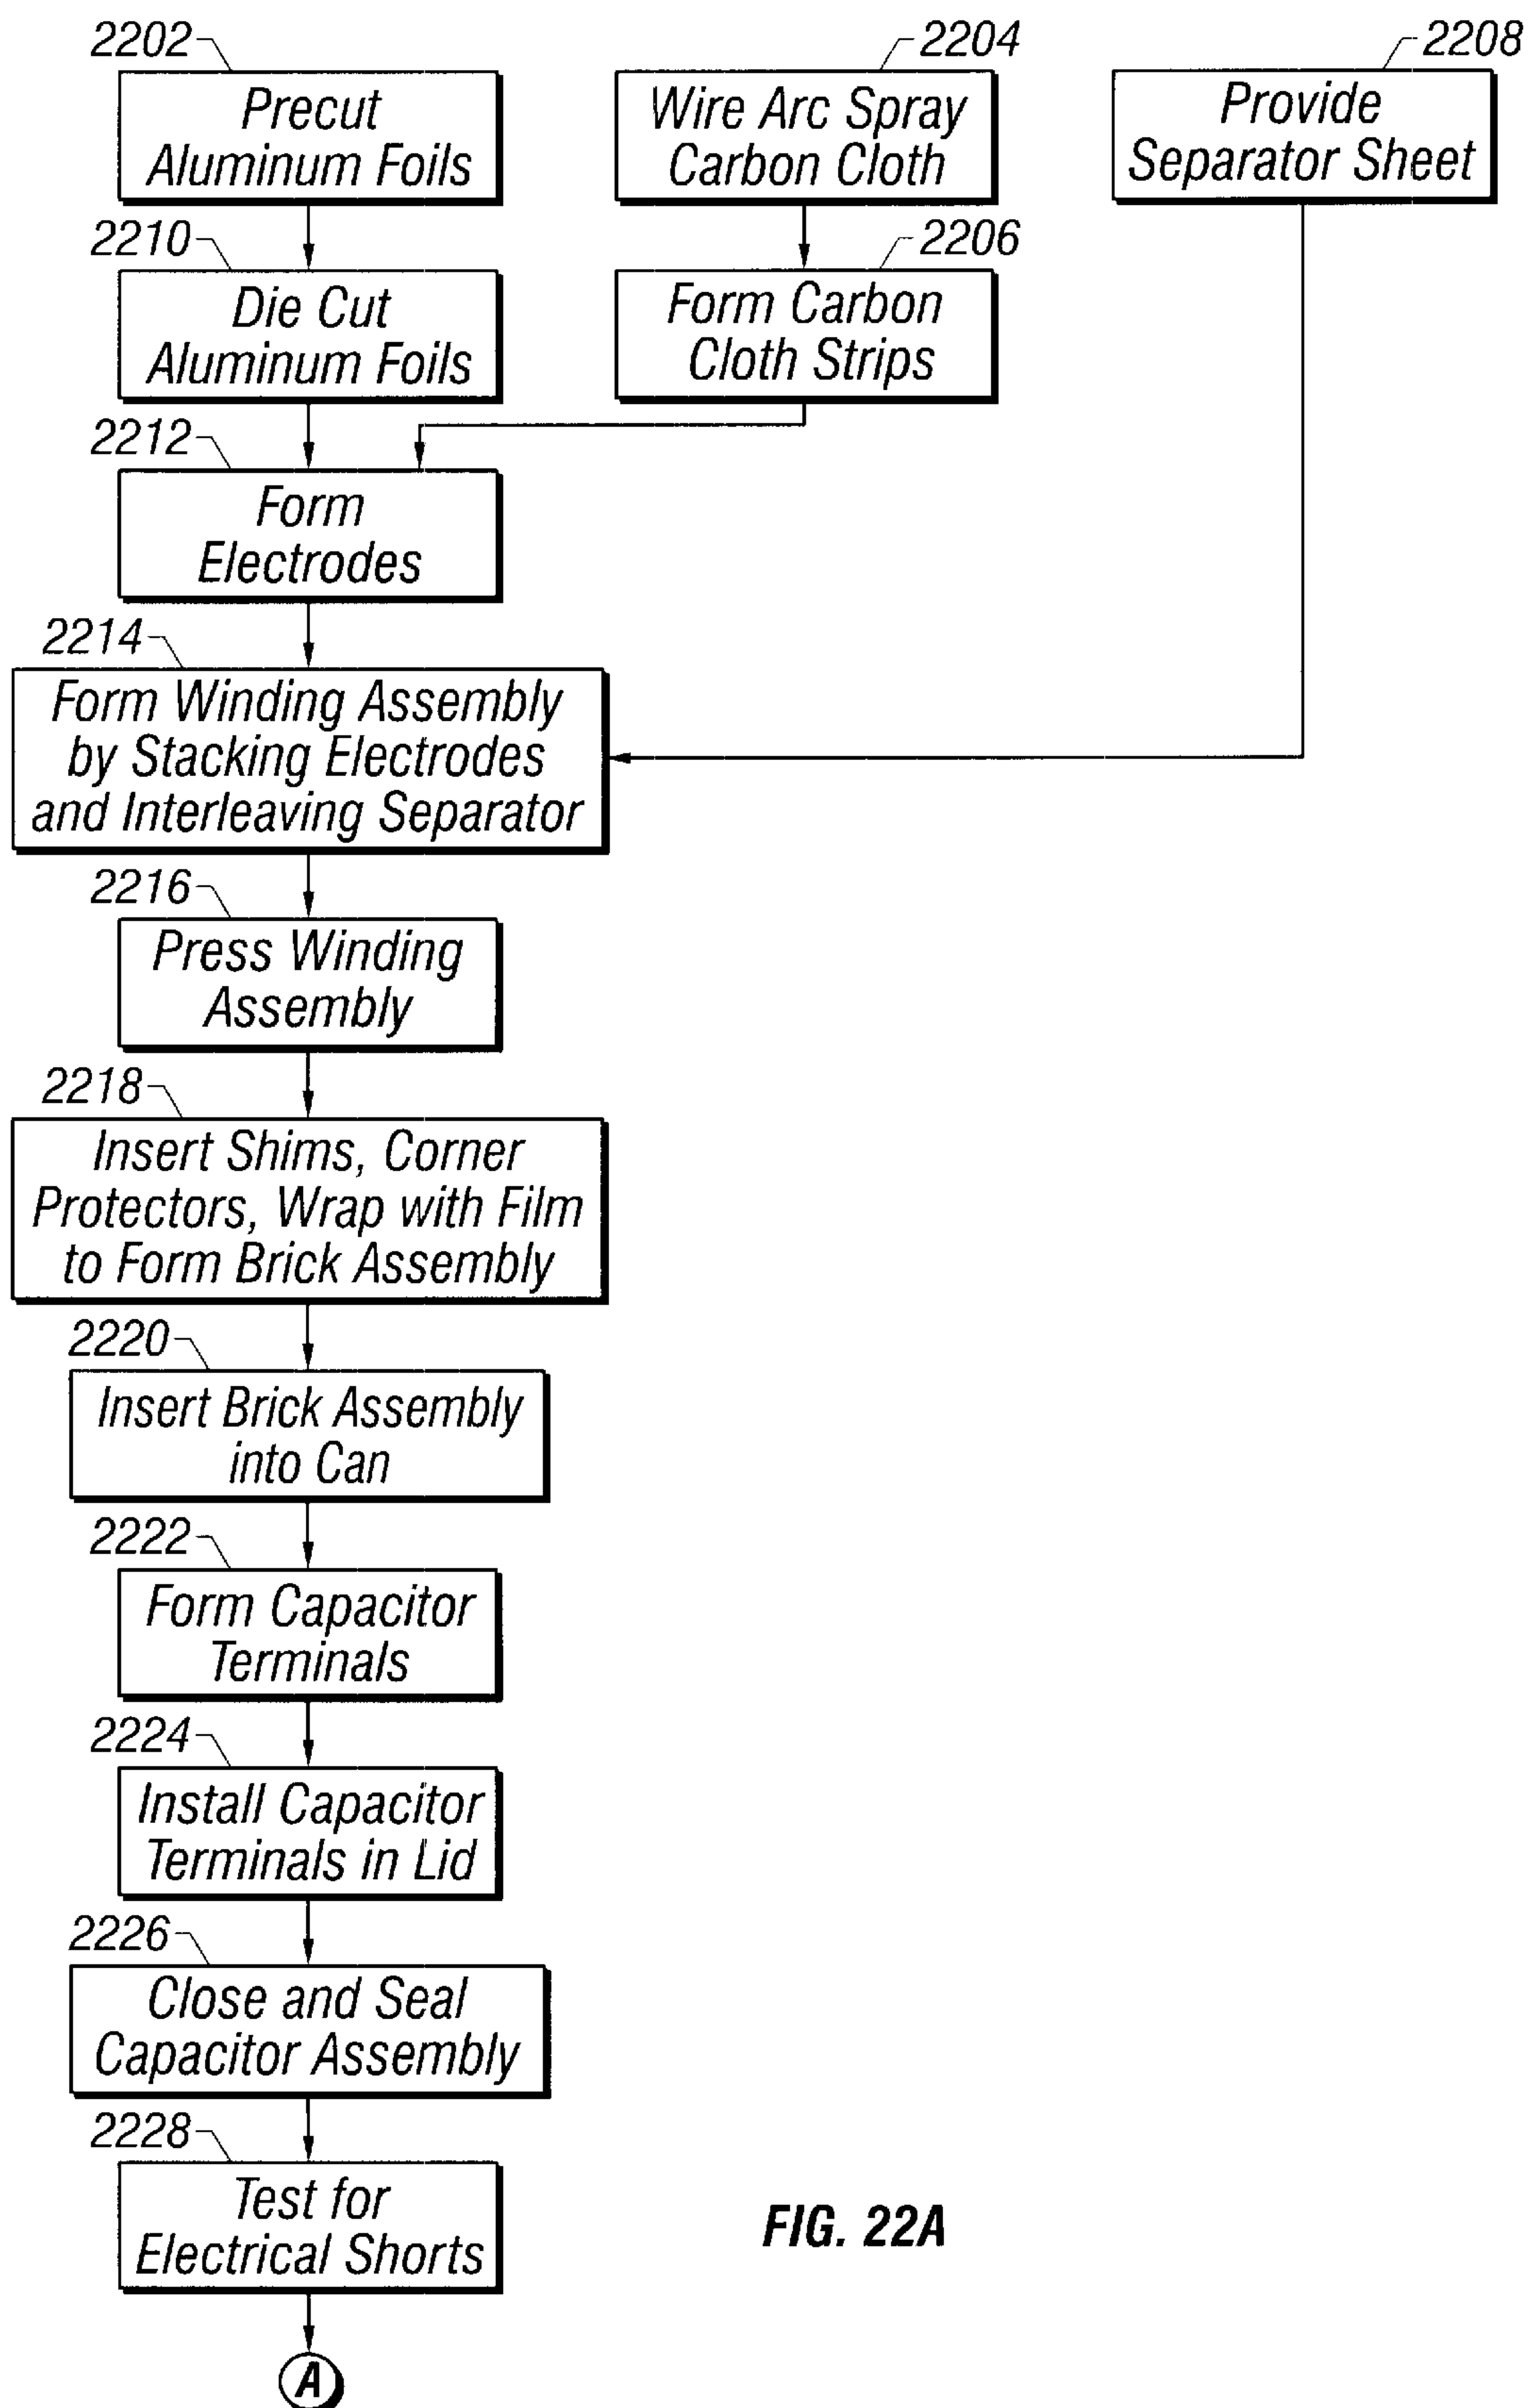 2202
2204
2208
Precut
Aluminum Foils
Wire Arc Spray
Carbon Cloth
Provide
Separator Sheet
2210
2206
Die Cut
Aluminum Foils
Form Carbon
Cloth Strips
2212
Form
Electrodes
2214
Form Winding Assembly
by Stacking Electrodes
and Interleaving Separator
2216
Press Winding
Assembly
2218
Insert Shims, Corner
Protectors, Wrap with Film
to Form Brick Assembly
2220
Insert Brick Assembly
into Can
2222
Form Capacitor
Terminals
2224
Install Capacitor
Terminals in Lid
2226
Close and Seal
Capacitor Assembly
2228
Test for
Electrical Shorts
FIG. 22A
A